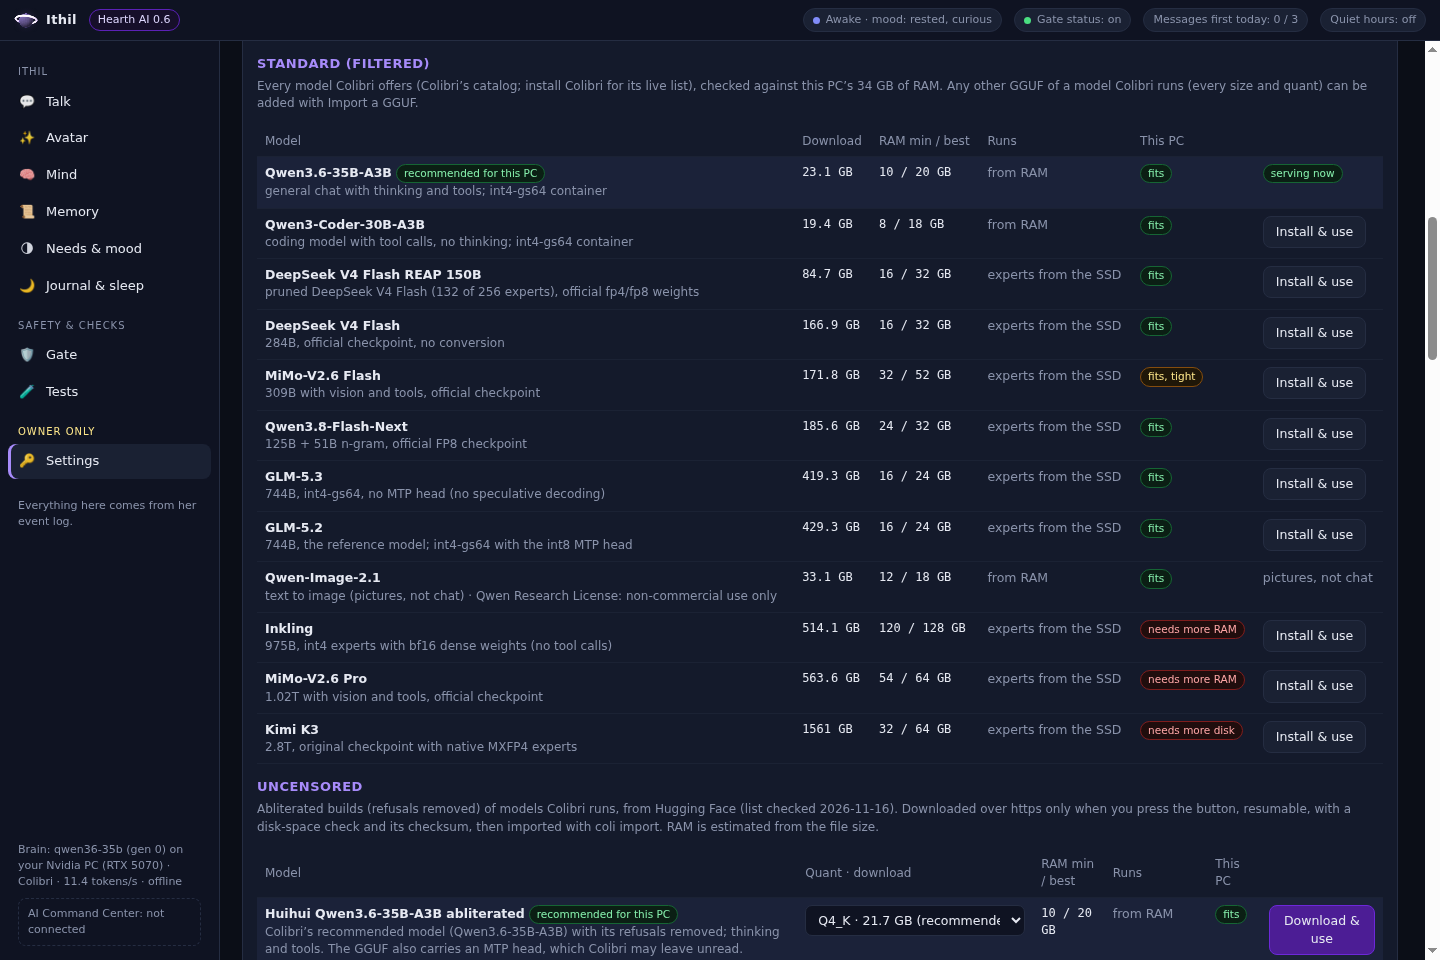 Ithil
Hearth AI 0.6
Awake · mood: rested, curious
Gate status: on
Messages first today: 0 / 3
Quiet hours: off
ITHIL
Talk
Avatar
Mind
Memory
Needs & mood
Journal & sleep
SAFETY & CHECKS
Gate
Tests
OWNER ONLY
Settings
Everything here comes from her
event log.
Brain: qwen36-35b (gen 0) on
your Nvidia PC (RTX 5070) ·
Colibri · 11.4 tokens/s · offline
AI Command Center: not
connected
STANDARD (FILTERED)
Every model Colibri offers (Colibri's catalog; install Colibri for its live list), checked against this PC's 34 GB of RAM. Any other GGUF of a model Colibri runs (every size and quant) can be
added with Import a GGUF.
Model Download RAM min / best Runs This PC
Qwen3.6-35B-A3B recommended for this PC 23.1 GB 10 / 20 GB from RAM fits serving now
general chat with thinking and tools; int4-gs64 container
Qwen3-Coder-30B-A3B 19.4 GB 8 / 18 GB from RAM fits Install & use
coding model with tool calls, no thinking; int4-gs64 container
DeepSeek V4 Flash REAP 150B 84.7 GB 16 / 32 GB experts from the SSD fits Install & use
pruned DeepSeek V4 Flash (132 of 256 experts), official fp4/fp8 weights
DeepSeek V4 Flash 166.9 GB 16 / 32 GB experts from the SSD fits Install & use
284B, official checkpoint, no conversion
MiMo-V2.6 Flash 171.8 GB 32 / 52 GB experts from the SSD fits, tight Install & use
309B with vision and tools, official checkpoint
Qwen3.8-Flash-Next 185.6 GB 24 / 32 GB experts from the SSD fits Install & use
125B + 51B n-gram, official FP8 checkpoint
GLM-5.3 419.3 GB 16 / 24 GB experts from the SSD fits Install & use
744B, int4-gs64, no MTP head (no speculative decoding)
GLM-5.2 429.3 GB 16 / 24 GB experts from the SSD fits Install & use
744B, the reference model; int4-gs64 with the int8 MTP head
Qwen-Image-2.1 33.1 GB 12 / 18 GB from RAM fits pictures, not chat
text to image (pictures, not chat) · Qwen Research License: non-commercial use only
Inkling 514.1 GB 120 / 128 GB experts from the SSD needs more RAM Install & use
975B, int4 experts with bf16 dense weights (no tool calls)
MiMo-V2.6 Pro 563.6 GB 54 / 64 GB experts from the SSD needs more RAM Install & use
1.02T with vision and tools, official checkpoint
Kimi K3 1561 GB 32 / 64 GB experts from the SSD needs more disk Install & use
2.8T, original checkpoint with native MXFP4 experts
UNCENSORED
Abliterated builds (refusals removed) of models Colibri runs, from Hugging Face (list checked 2026-11-16). Downloaded over https only when you press the button, resumable, with a
disk-space check and its checksum, then imported with coli import. RAM is estimated from the file size.
Model Quant · download RAM min / best Runs This PC
Huihui Qwen3.6-35B-A3B abliterated recommended for this PC Q4_K · 21.7 GB (recommende 10 / 20 GB from RAM fits Download & use
Colibri's recommended model (Qwen3.6-35B-A3B) with its refusals removed; thinking
and tools. The GGUF also carries an MTP head, which Colibri may leave unread.